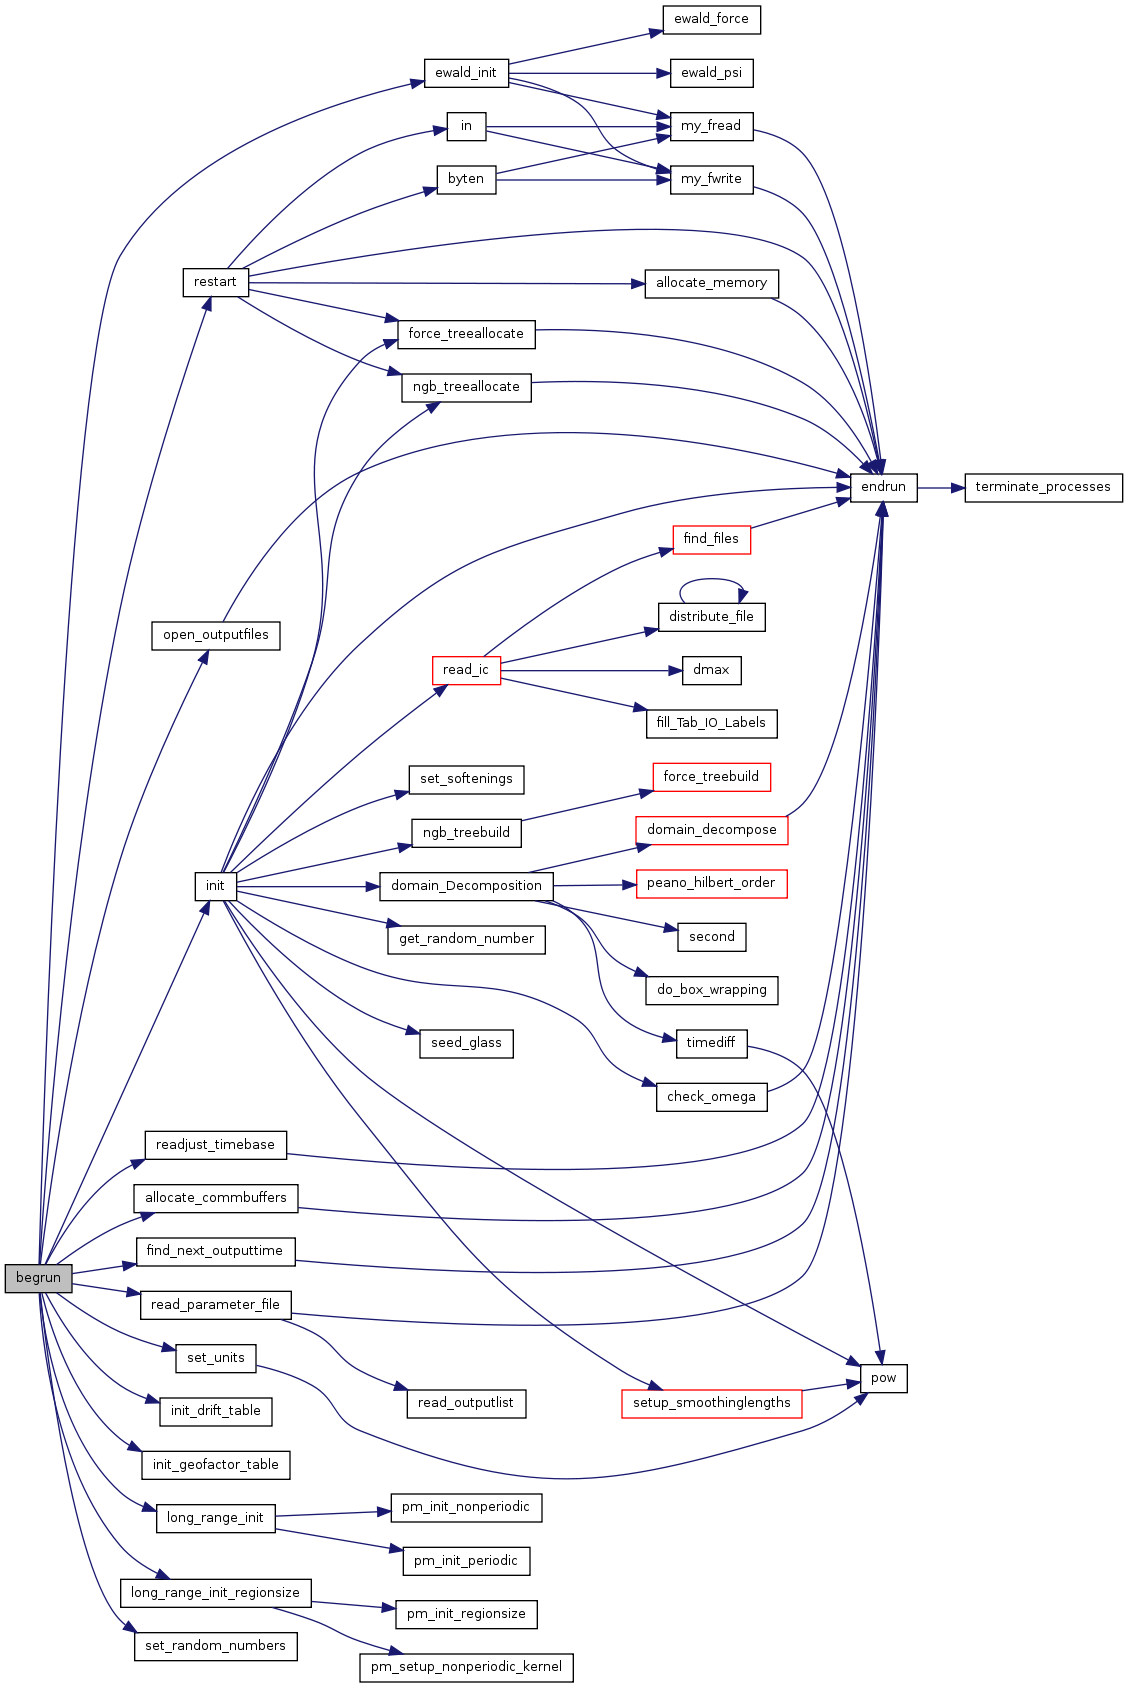 ewald_force
ewald_init
ewald_psi
in
my_fread
byten
my_fwrite
restart
allocate_memory
force_treeallocate
ngb_treeallocate
endrun
terminate_processes
find_files
distribute_file
open_outputfiles
read_ic
dmax
fill_Tab_IO_Labels
set_softenings
force_treebuild
ngb_treebuild
domain_decompose
init
domain_Decomposition
peano_hilbert_order
get_random_number
second
do_box_wrapping
seed_glass
timediff
check_omega
readjust_timebase
allocate_commbuffers
find_next_outputtime
begrun
read_parameter_file
set_units
pow
init_drift_table
read_outputlist
setup_smoothinglengths
init_geofactor_table
long_range_init
pm_init_nonperiodic
pm_init_periodic
long_range_init_regionsize
pm_init_regionsize
set_random_numbers
pm_setup_nonperiodic_kernel